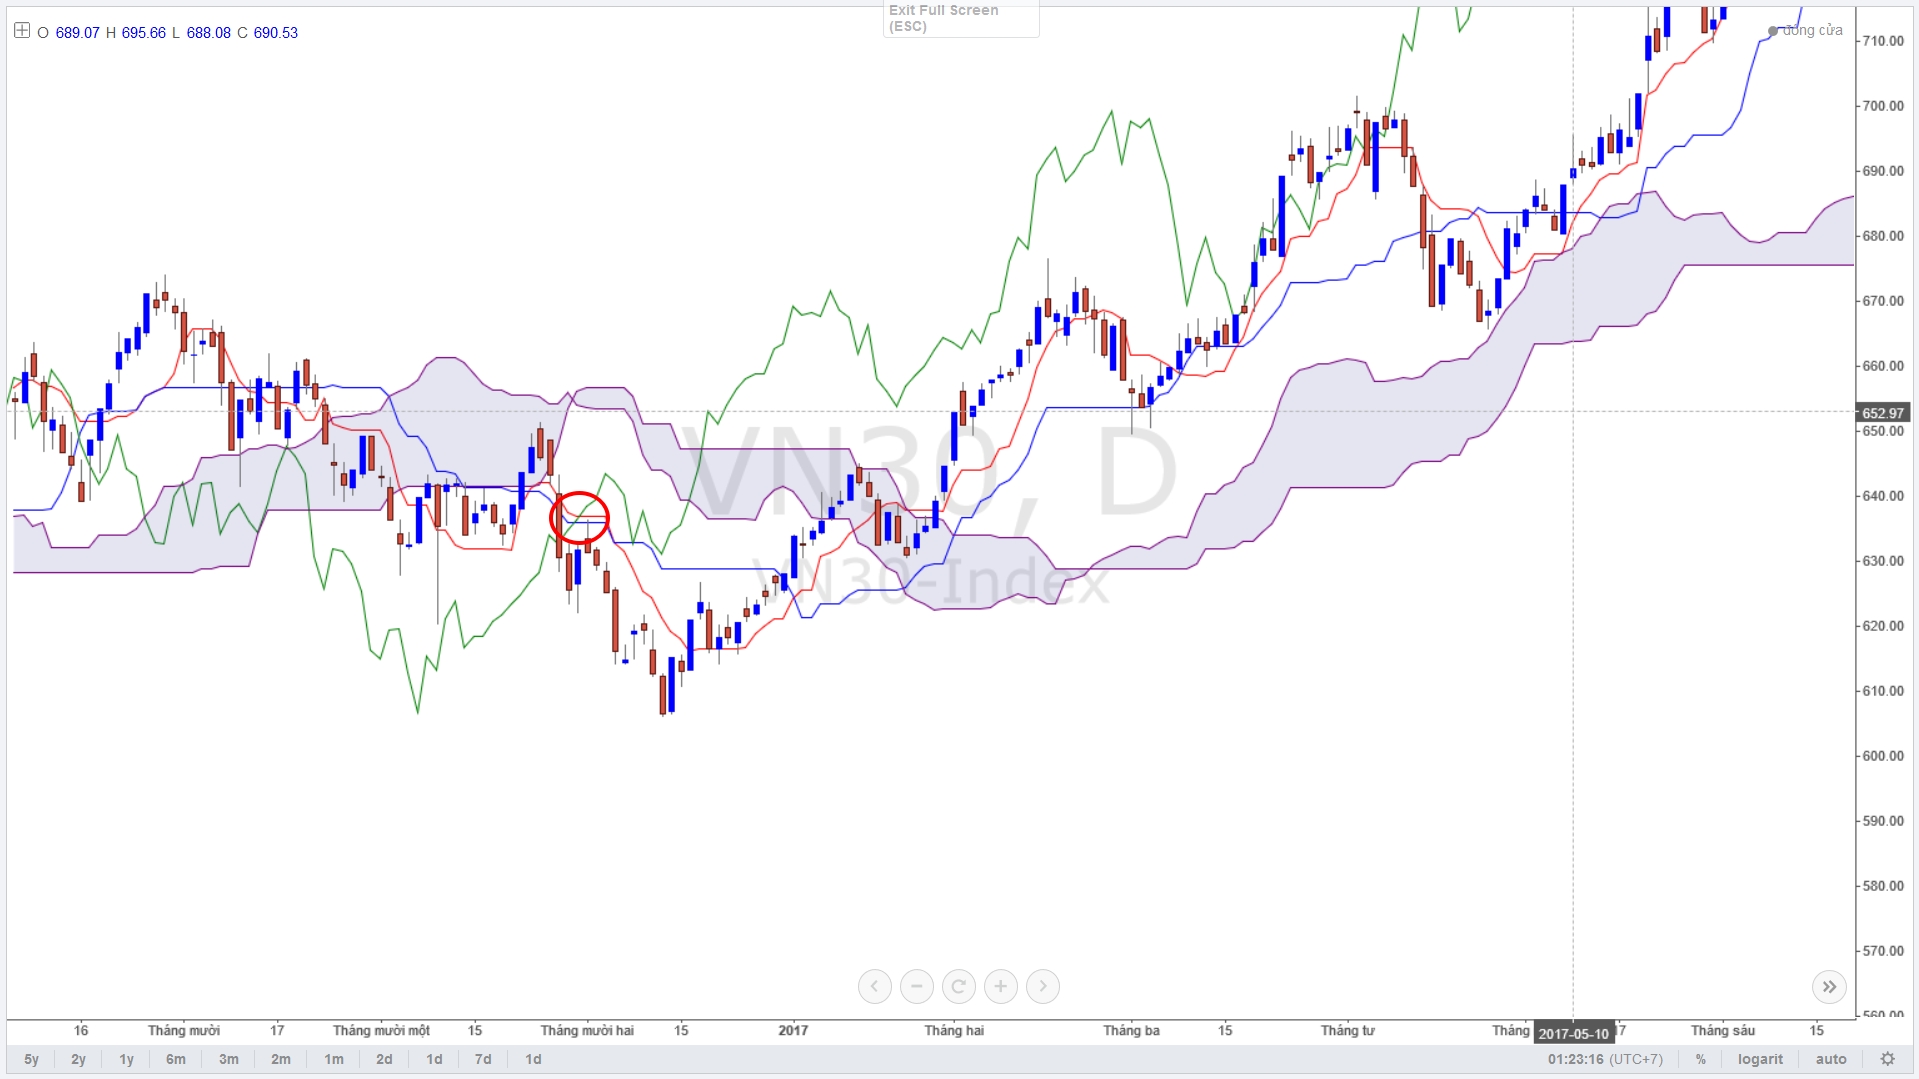 Exit Full Screen
(ESC)
O 689.07 H 695.66 L 688.08 C 690.53
đóng cửa
710.00
700.00
690.00
680.00
670.00
660.00
652.97
650.00
640.00
630.00
620.00
610.00
600.00
590.00
580.00
570.00
560.00
VN30, D
VN30-Index
16 Tháng mười 17 Tháng mười một 15 Tháng mười hai 15 2017 Tháng hai Tháng ba 15 Tháng tư Tháng 2017-05-10 17 Tháng sáu 15
5y 2y 1y 6m 3m 2m 1m 2d 1d 7d 1d 01:23:16 (UTC+7) % logarit auto